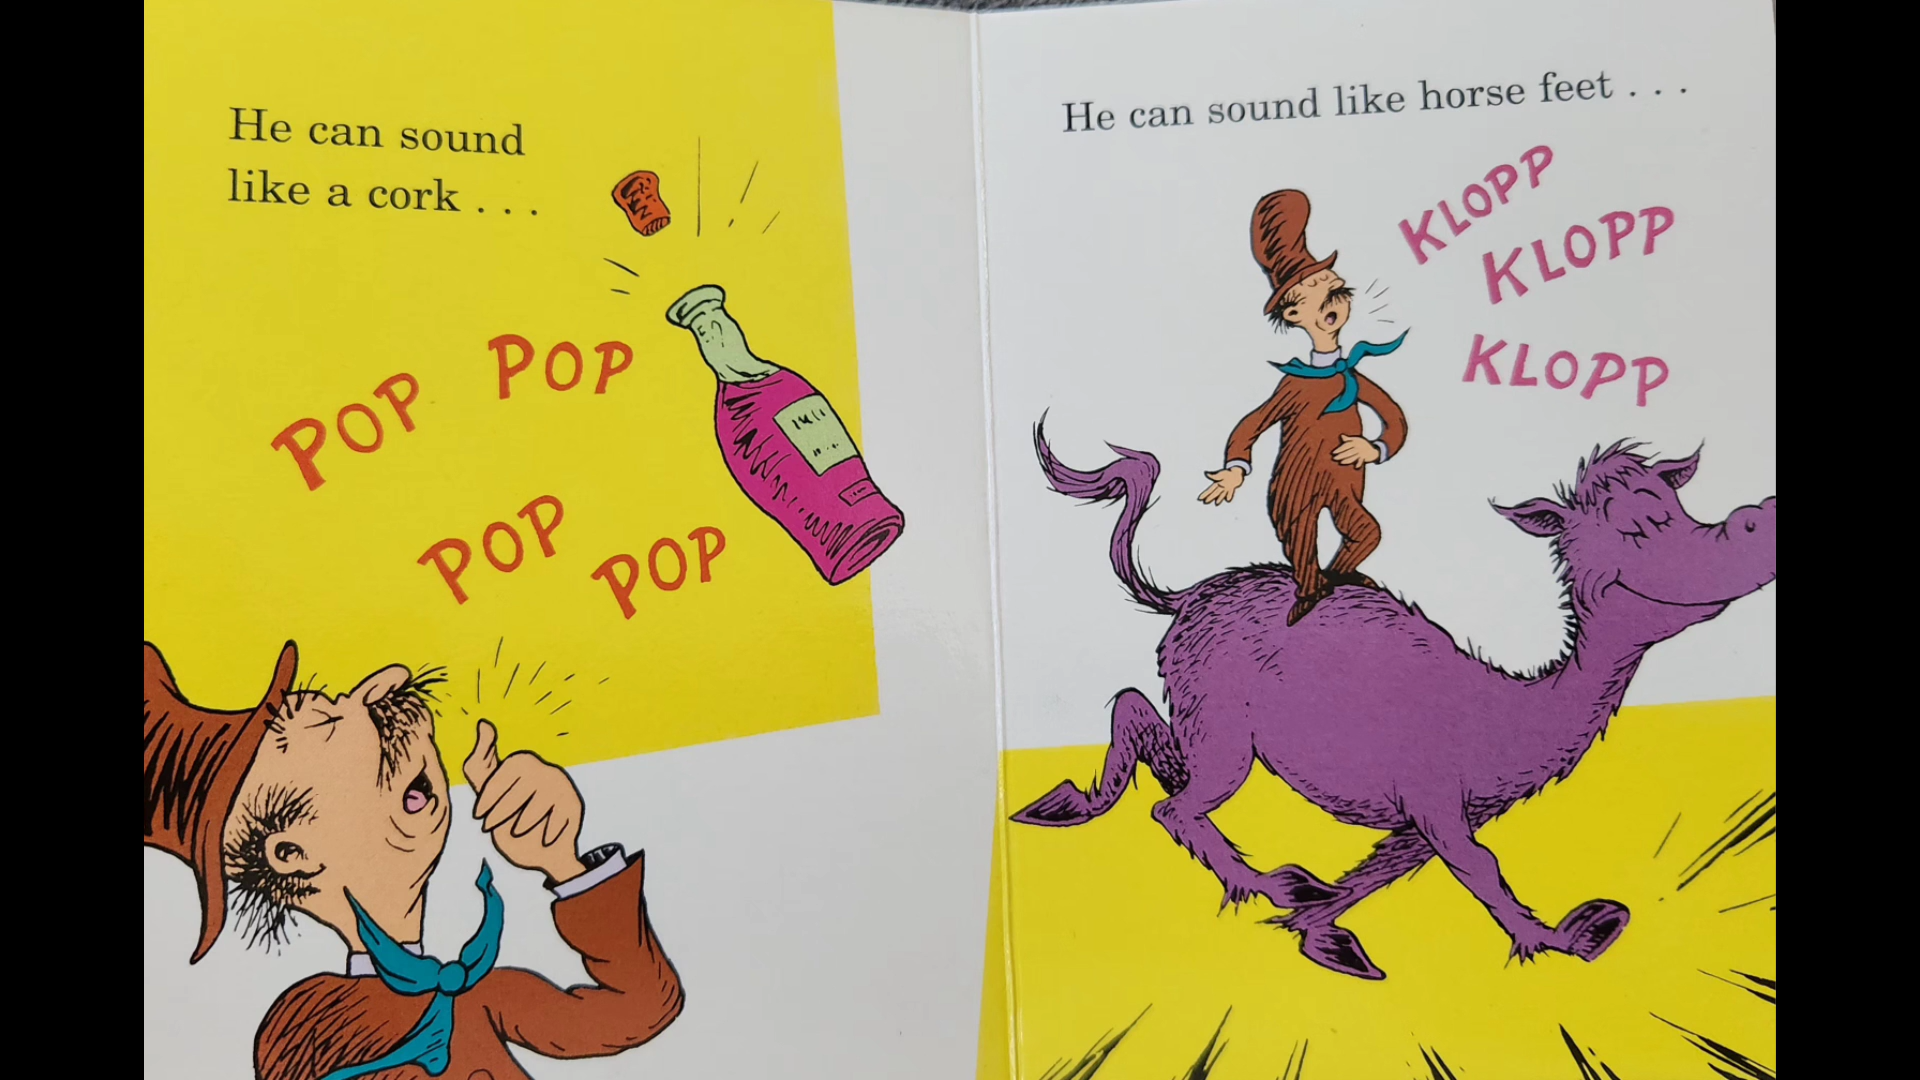 He can sound
like a cork . . .
POP POP
POP POP
He can sound like horse feet . . .
KLOPP
KLOPP
KLOPP